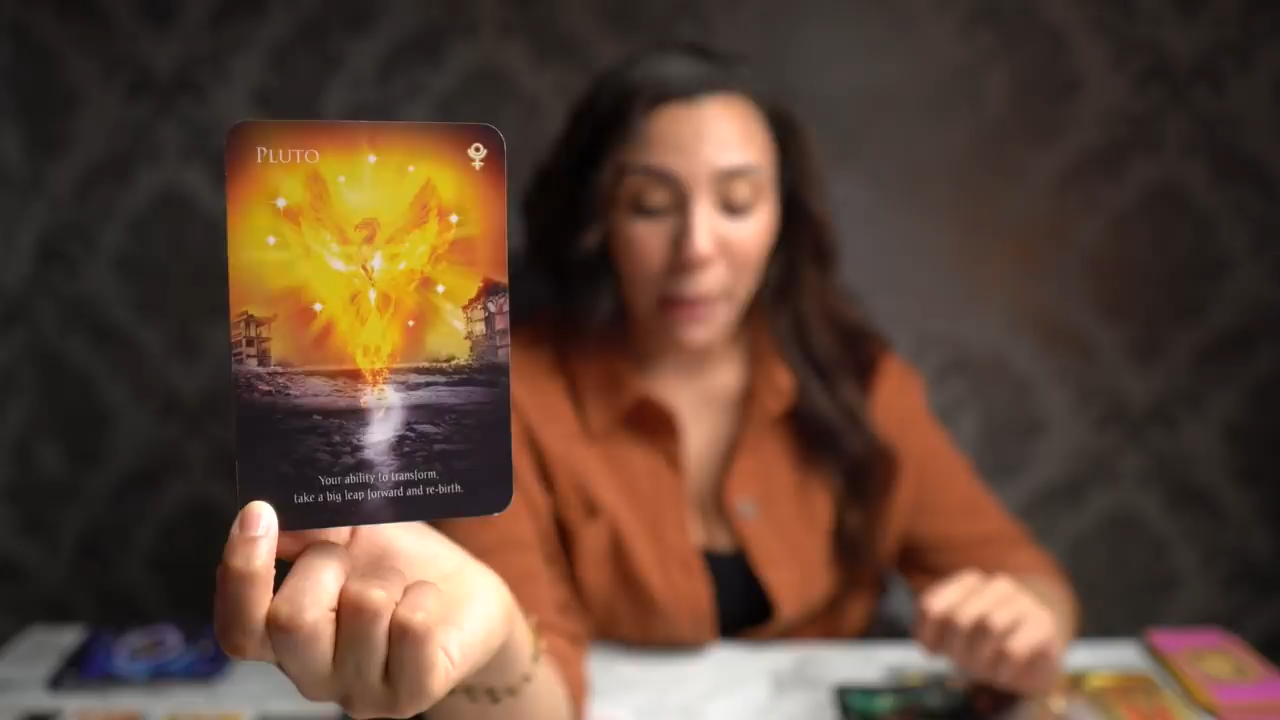 PLUTO
Your ability to transform,
take a big leap forward and re-birth.